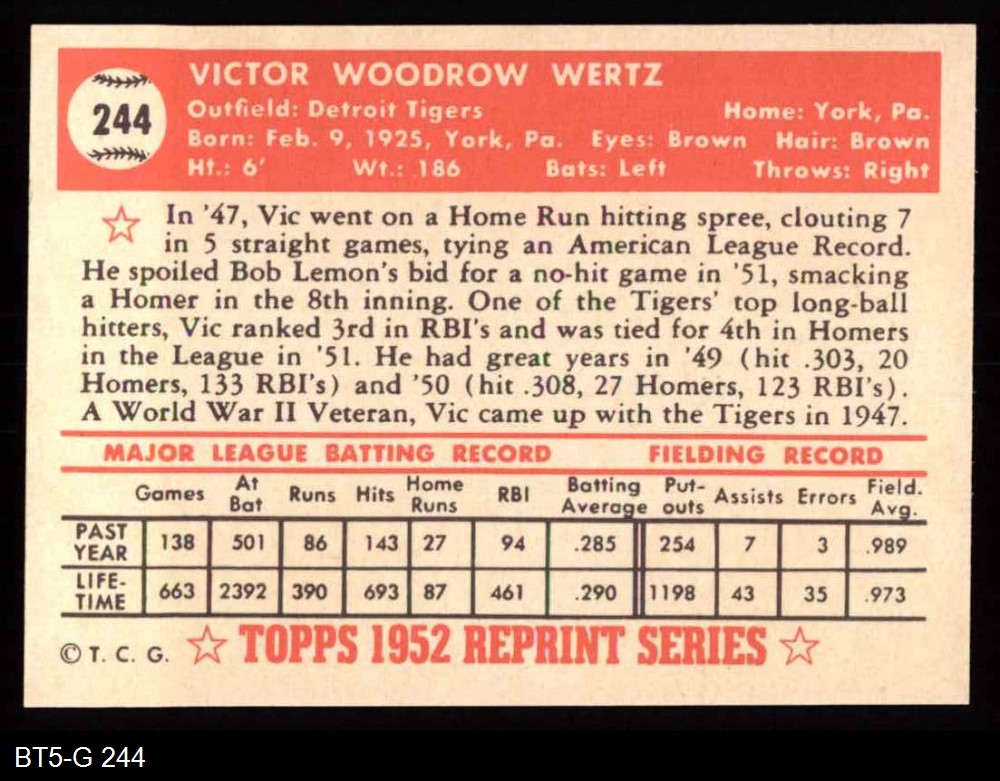 VICTOR WOODROW WERTZ
244
Outfield: Detroit Tigers Home: York, Pa.
Born: Feb. 9, 1925, York, Pa. Eyes: Brown Hair: Brown
Ht.: 6' Wt.: 186 Bats: Left Throws: Right
In '47, Vic went on a Home Run hitting spree, clouting 7
in 5 straight games, tying an American League Record.
He spoiled Bob Lemon's bid for a no-hit game in '51, smacking
a Homer in the 8th inning. One of the Tigers' top long-ball
hitters, Vic ranked 3rd in RBI's and was tied for 4th in Homers
in the League in '51. He had great years in '49 (hit .303, 20
Homers, 133 RBI's) and '50 (hit .308, 27 Homers, 123 RBI's).
A World War II Veteran, Vic came up with the Tigers in 1947.
MAJOR LEAGUE BATTING RECORD FIELDING RECORD
Games At Bat Runs Hits Home Runs RBI Batting Average Put-outs Assists Errors Field. Avg.
PAST YEAR 138 501 86 143 27 94 .285 254 7 3 .989
LIFE-TIME 663 2392 390 693 87 461 .290 1198 43 35 .973
© T. C. G. TOPPS 1952 REPRINT SERIES
BT5-G 244